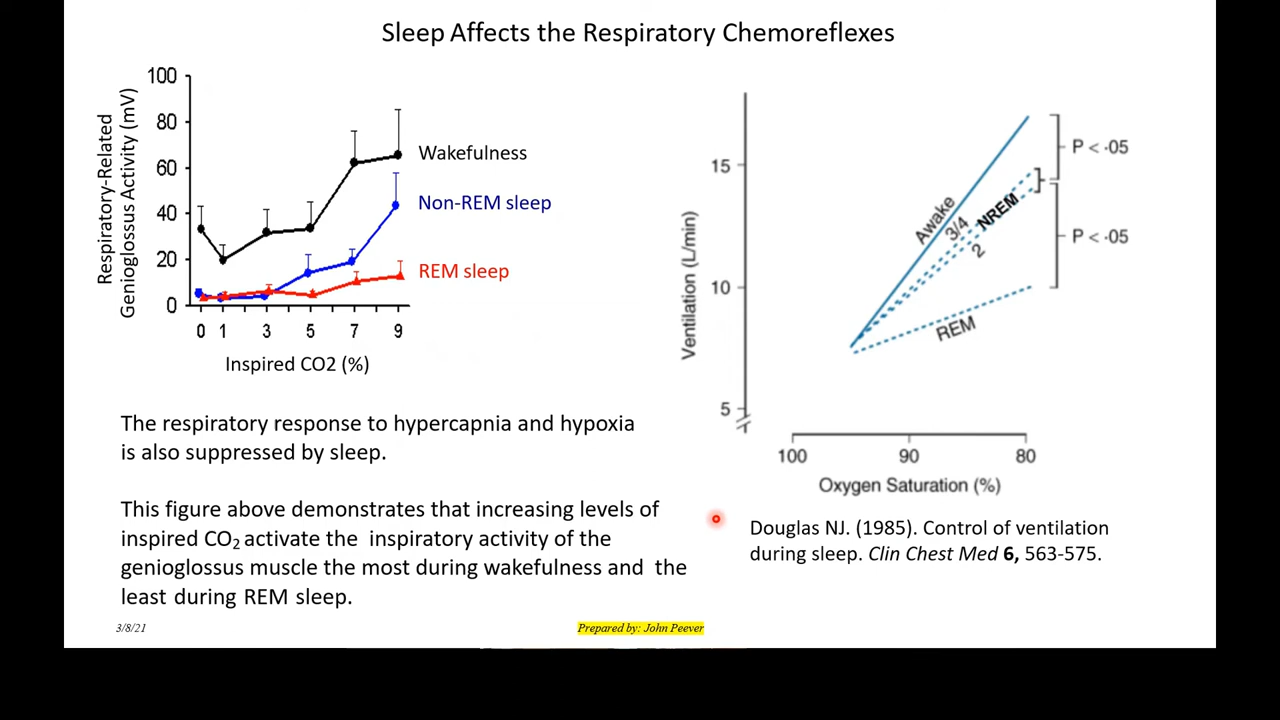 Sleep Affects the Respiratory Chemoreflexes
Respiratory-Related
Genioglossus Activity (mV)
100
80
60
40
20
0
0 1 3 5 7 9
Inspired CO2 (%)
Wakefulness
Non-REM sleep
REM sleep
Ventilation (L/min)
15
10
5
100 90 80
Oxygen Saturation (%)
Awake
3/4
NREM
2
REM
P < ·05
P < ·05
The respiratory response to hypercapnia and hypoxia
is also suppressed by sleep.
This figure above demonstrates that increasing levels of
inspired CO2 activate the inspiratory activity of the
genioglossus muscle the most during wakefulness and the
least during REM sleep.
Douglas NJ. (1985). Control of ventilation
during sleep. Clin Chest Med 6, 563-575.
3/8/21
Prepared by: John Peever